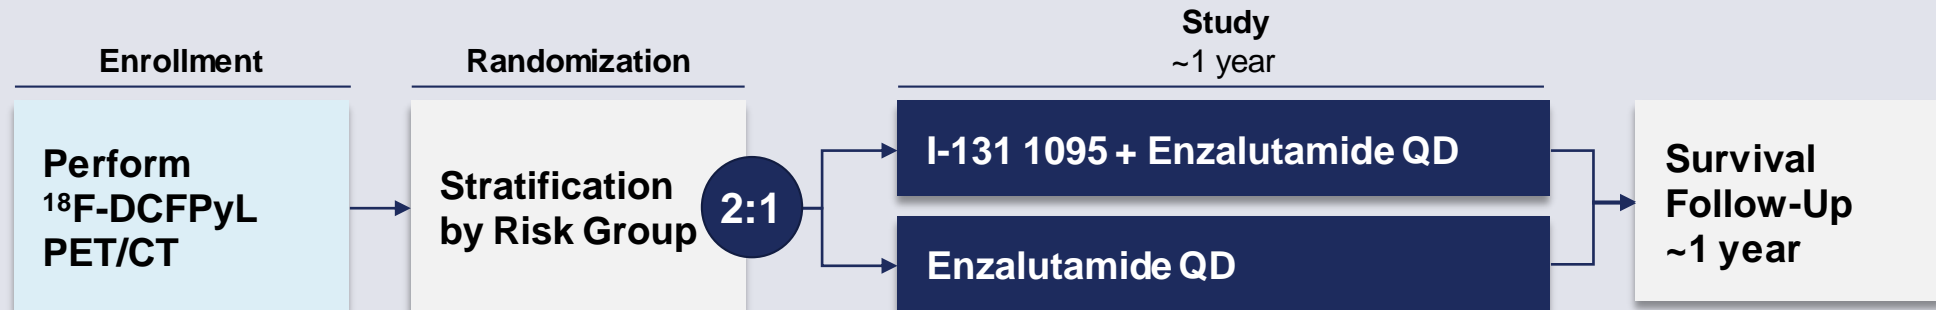 Enrollment
Perform
¹⁸F-DCFPyL
PET/CT
Randomization
Stratification
by Risk Group
2:1
Study
~1 year
I-131 1095 + Enzalutamide QD
Enzalutamide QD
Survival
Follow-Up
~1 year